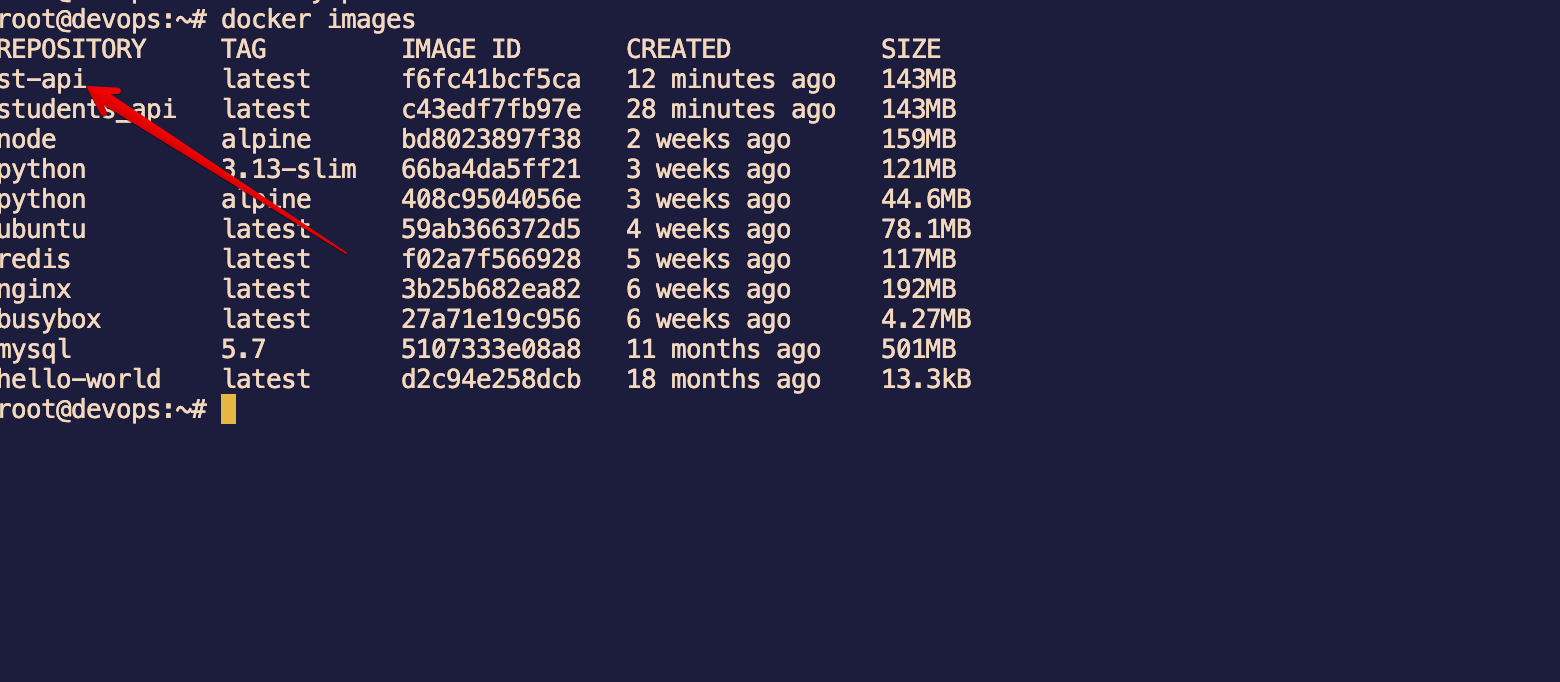 root@devops:~# docker images
REPOSITORY TAG IMAGE ID CREATED SIZE
st-api latest f6fc41bcf5ca 12 minutes ago 143MB
students_api latest c43edf7fb97e 28 minutes ago 143MB
node alpine bd8023897f38 2 weeks ago 159MB
python 3.13-slim 66ba4da5ff21 3 weeks ago 121MB
python alpine 408c9504056e 3 weeks ago 44.6MB
ubuntu latest 59ab366372d5 4 weeks ago 78.1MB
redis latest f02a7f566928 5 weeks ago 117MB
nginx latest 3b25b682ea82 6 weeks ago 192MB
busybox latest 27a71e19c956 6 weeks ago 4.27MB
mysql 5.7 5107333e08a8 11 months ago 501MB
hello-world latest d2c94e258dcb 18 months ago 13.3kB
root@devops:~#